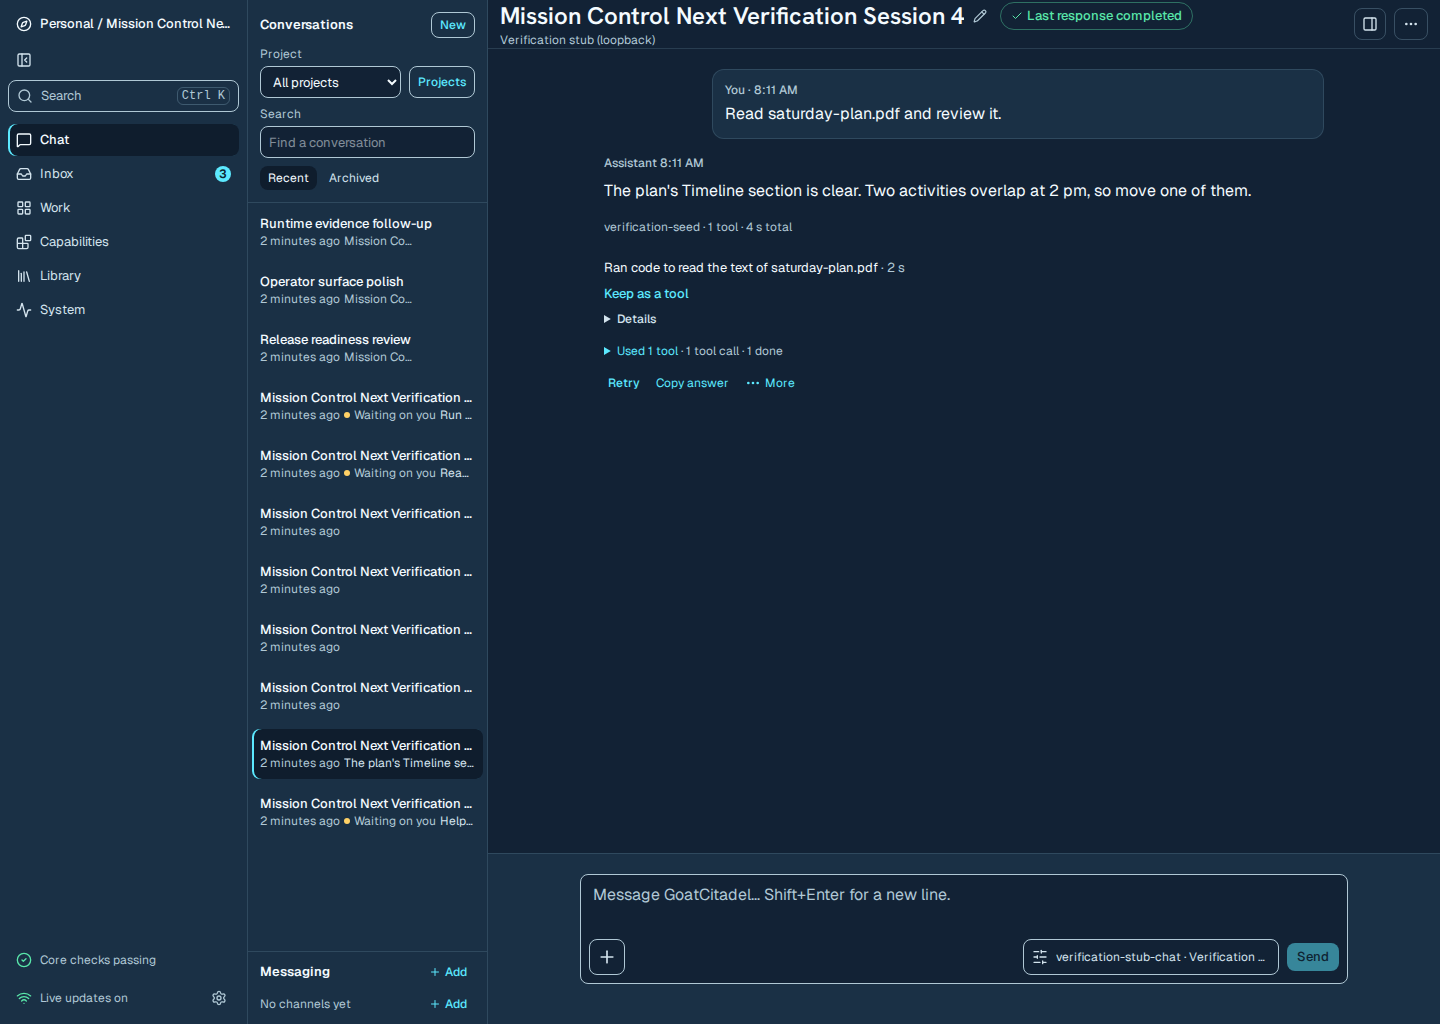 Personal / Mission Control Ne...
Search
Ctrl K
Chat
Inbox
3
Work
Capabilities
Library
System
Core checks passing
Live updates on
Conversations
New
Project
All projects
Projects
Search
Find a conversation
Recent
Archived
Runtime evidence follow-up
2 minutes ago Mission Co...
Operator surface polish
2 minutes ago Mission Co...
Release readiness review
2 minutes ago Mission Co...
Mission Control Next Verification ...
2 minutes ago Waiting on you Run ...
Mission Control Next Verification ...
2 minutes ago Waiting on you Rea...
Mission Control Next Verification ...
2 minutes ago
Mission Control Next Verification ...
2 minutes ago
Mission Control Next Verification ...
2 minutes ago
Mission Control Next Verification ...
2 minutes ago
Mission Control Next Verification ...
2 minutes ago The plan's Timeline se...
Mission Control Next Verification ...
2 minutes ago Waiting on you Help...
Messaging
+ Add
No channels yet
+ Add
Mission Control Next Verification Session 4
Last response completed
Verification stub (loopback)
You · 8:11 AM
Read saturday-plan.pdf and review it.
Assistant 8:11 AM
The plan's Timeline section is clear. Two activities overlap at 2 pm, so move one of them.
verification-seed · 1 tool · 4 s total
Ran code to read the text of saturday-plan.pdf · 2 s
Keep as a tool
Details
Used 1 tool · 1 tool call · 1 done
Retry
Copy answer
More
Message GoatCitadel... Shift+Enter for a new line.
verification-stub-chat · Verification ...
Send